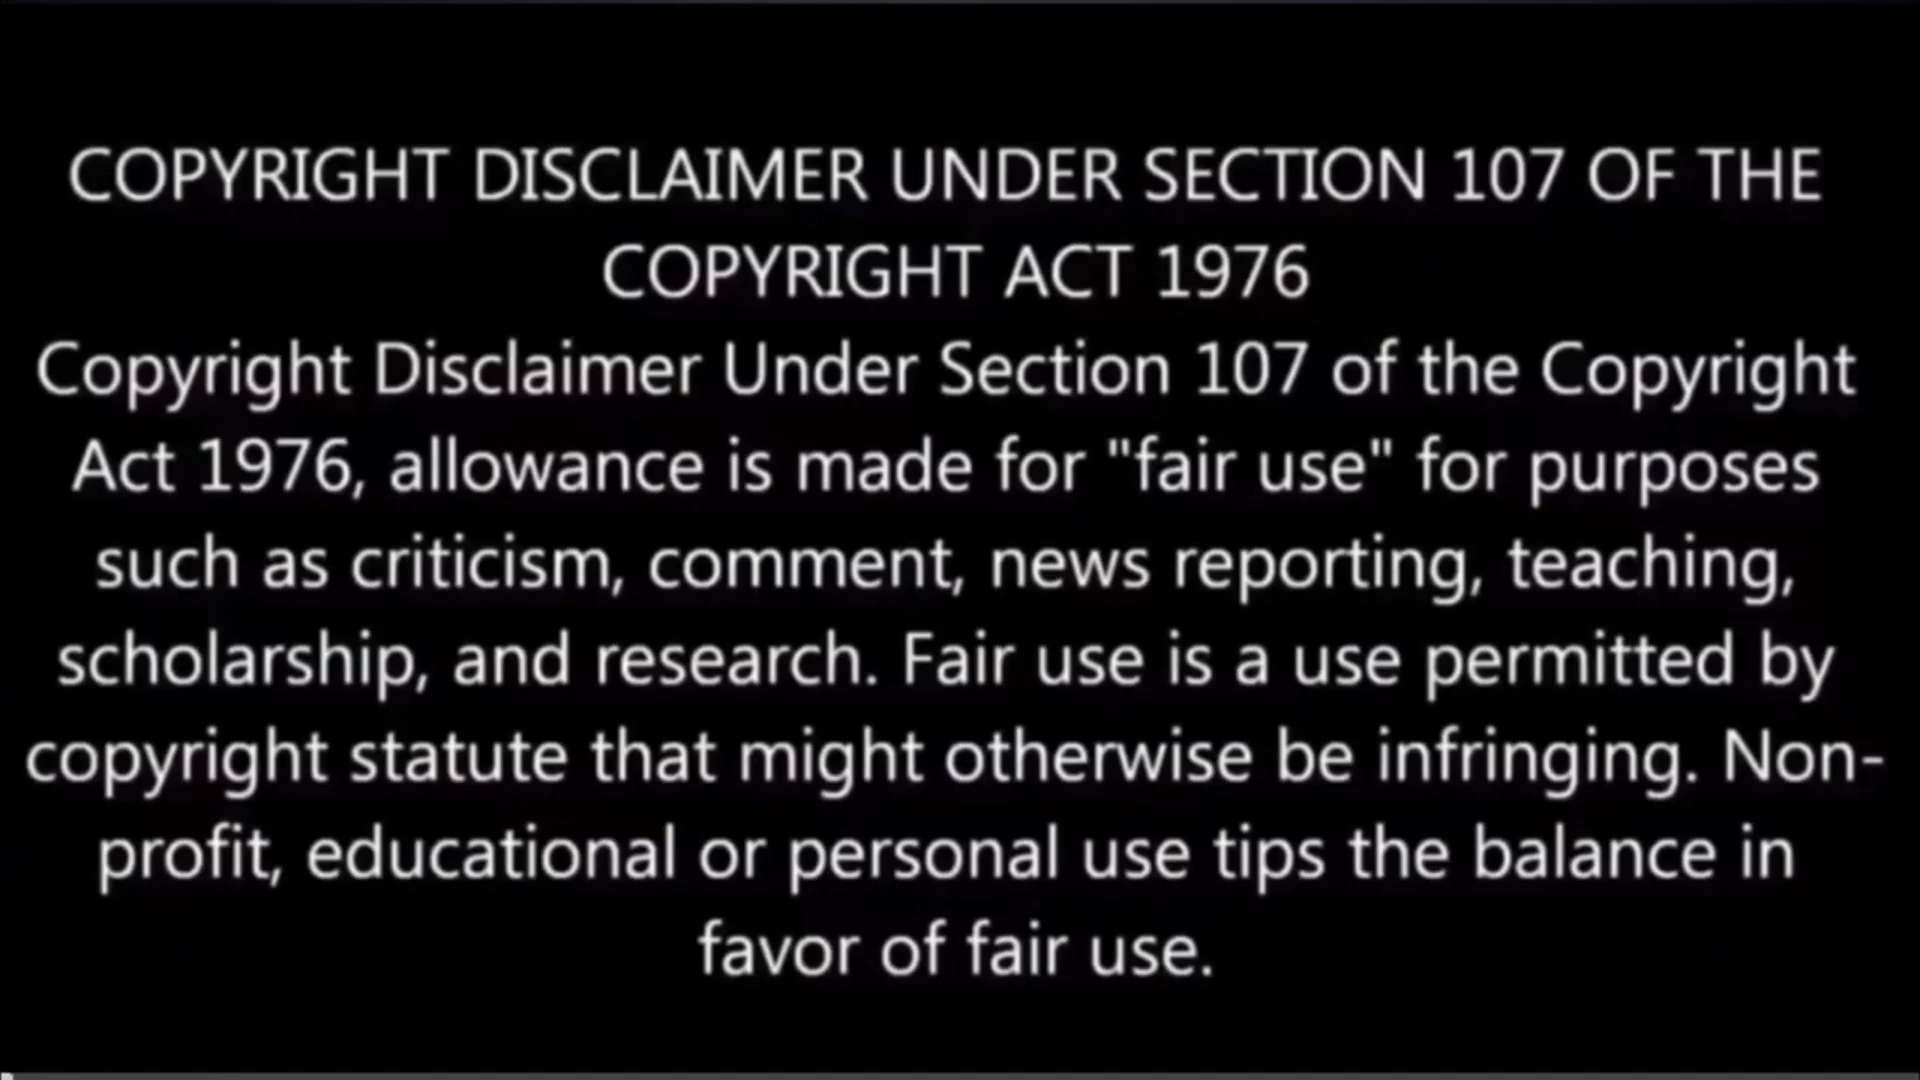 COPYRIGHT DISCLAIMER UNDER SECTION 107 OF THE
COPYRIGHT ACT 1976
Copyright Disclaimer Under Section 107 of the Copyright
Act 1976, allowance is made for "fair use" for purposes
such as criticism, comment, news reporting, teaching,
scholarship, and research. Fair use is a use permitted by
copyright statute that might otherwise be infringing. Non-
profit, educational or personal use tips the balance in
favor of fair use.